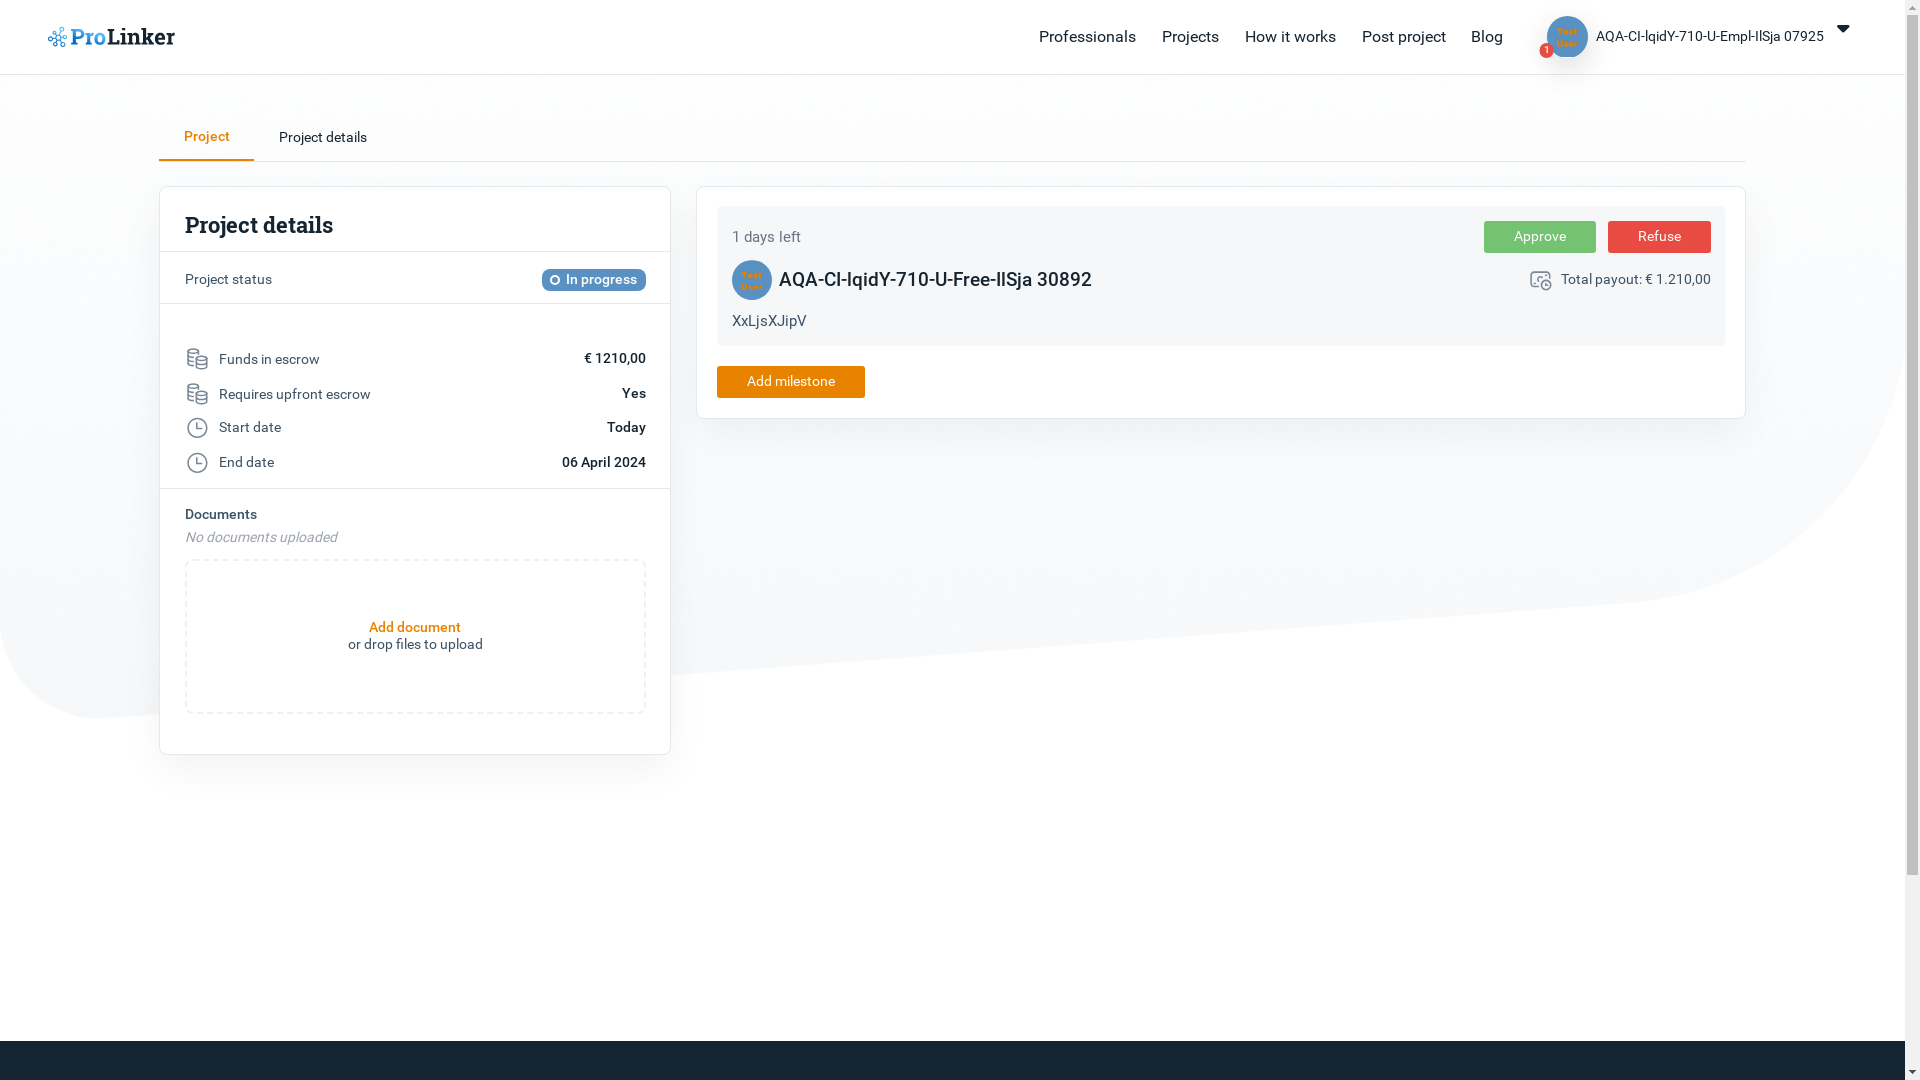 ProLinker
Professionals
Projects
How it works
Post project
Blog
Test
User
1
AQA-CI-lqidY-710-U-Empl-IlSja 07925
Project
Project details
Project details
Project status
In progress
Funds in escrow
€ 1210,00
Requires upfront escrow
Yes
Start date
Today
End date
06 April 2024
Documents
No documents uploaded
Add document
or drop files to upload
1 days left
Approve
Refuse
Test
User
AQA-CI-lqidY-710-U-Free-IlSja 30892
Total payout: € 1.210,00
XxLjsXJipV
Add milestone